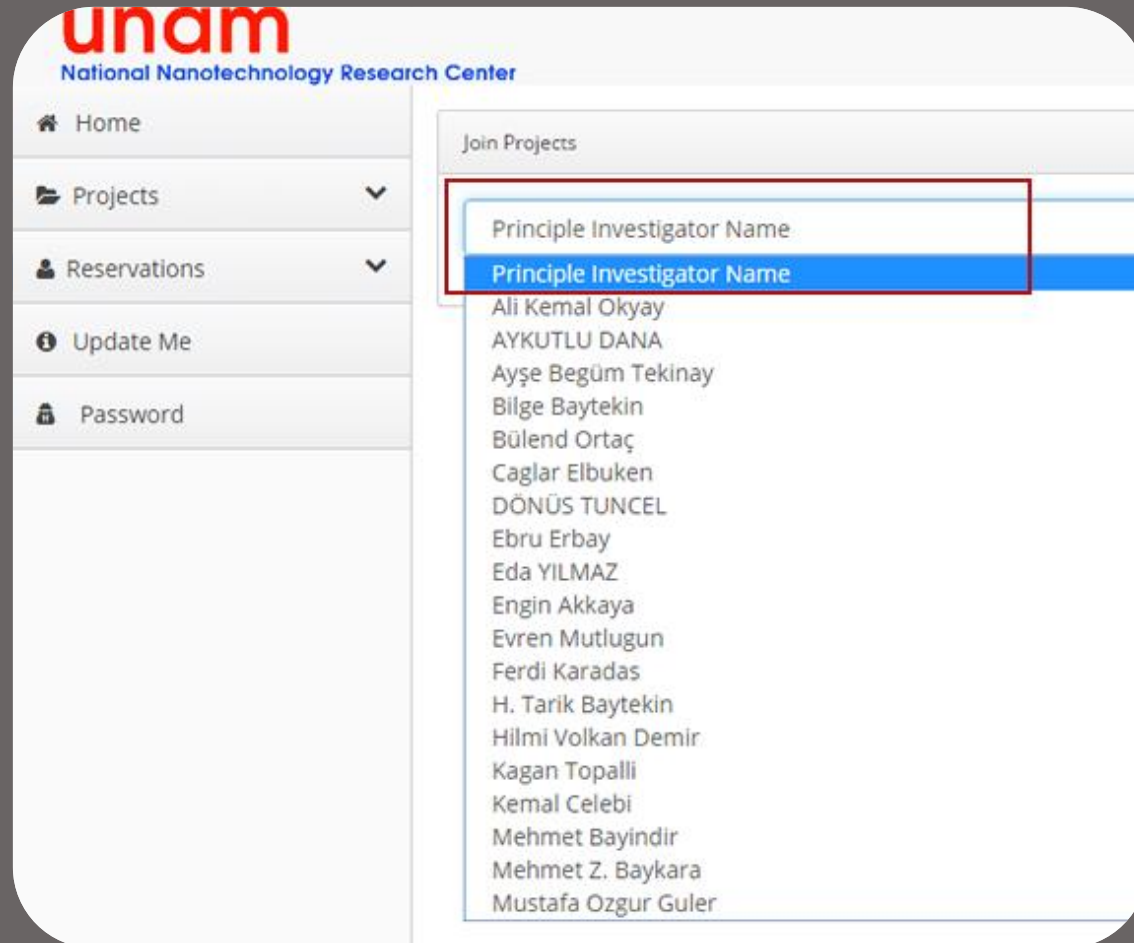 unam
National Nanotechnology Research Center
Home
Projects
Reservations
Update Me
Password
Join Projects
Principle Investigator Name
Principle Investigator Name
Ali Kemal Okyay
AYKUTLU DANA
Ayşe Begüm Tekinay
Bilge Baytekin
Bülend Ortaç
Caglar Elbuken
DÖNÜS TUNCEL
Ebru Erbay
Eda YILMAZ
Engin Akkaya
Evren Mutlugun
Ferdi Karadas
H. Tarik Baytekin
Hilmi Volkan Demir
Kagan Topalli
Kemal Celebi
Mehmet Bayindir
Mehmet Z. Baykara
Mustafa Ozgur Guler